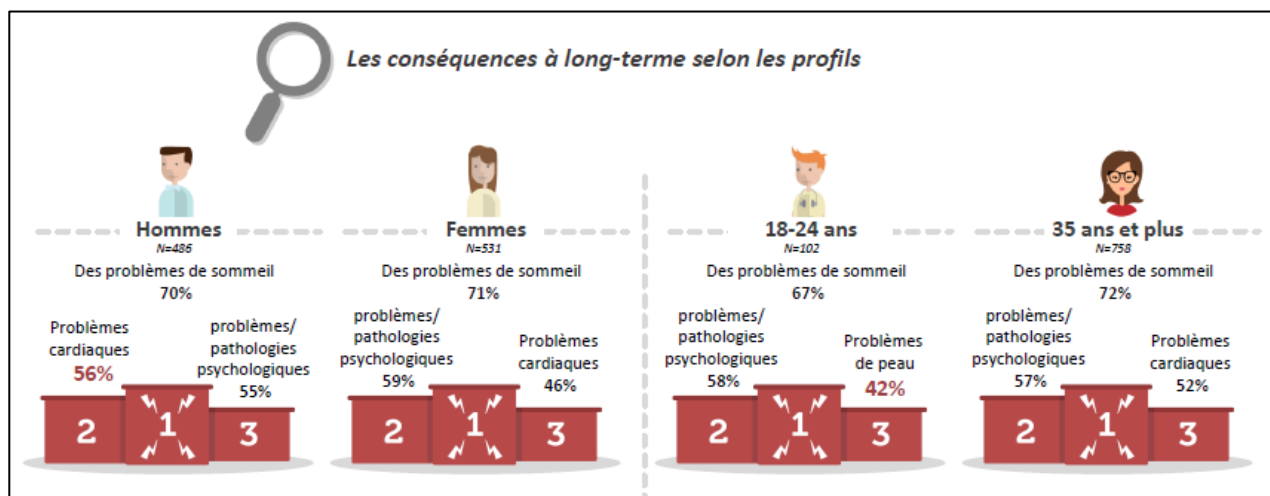 Les conséquences à long-terme selon les profils
Hommes
N=486
Des problèmes de sommeil
70%
Problèmes
cardiaques
56%
problèmes/
pathologies
psychologiques
55%
2
1
3
Femmes
N=531
Des problèmes de sommeil
71%
problèmes/
pathologies
psychologiques
59%
Problèmes
cardiaques
46%
2
1
3
18-24 ans
N=102
Des problèmes de sommeil
67%
problèmes/
pathologies
psychologiques
58%
Problèmes
de peau
42%
2
1
3
35 ans et plus
N=758
Des problèmes de sommeil
72%
problèmes/
pathologies
psychologiques
57%
Problèmes
cardiaques
52%
2
1
3